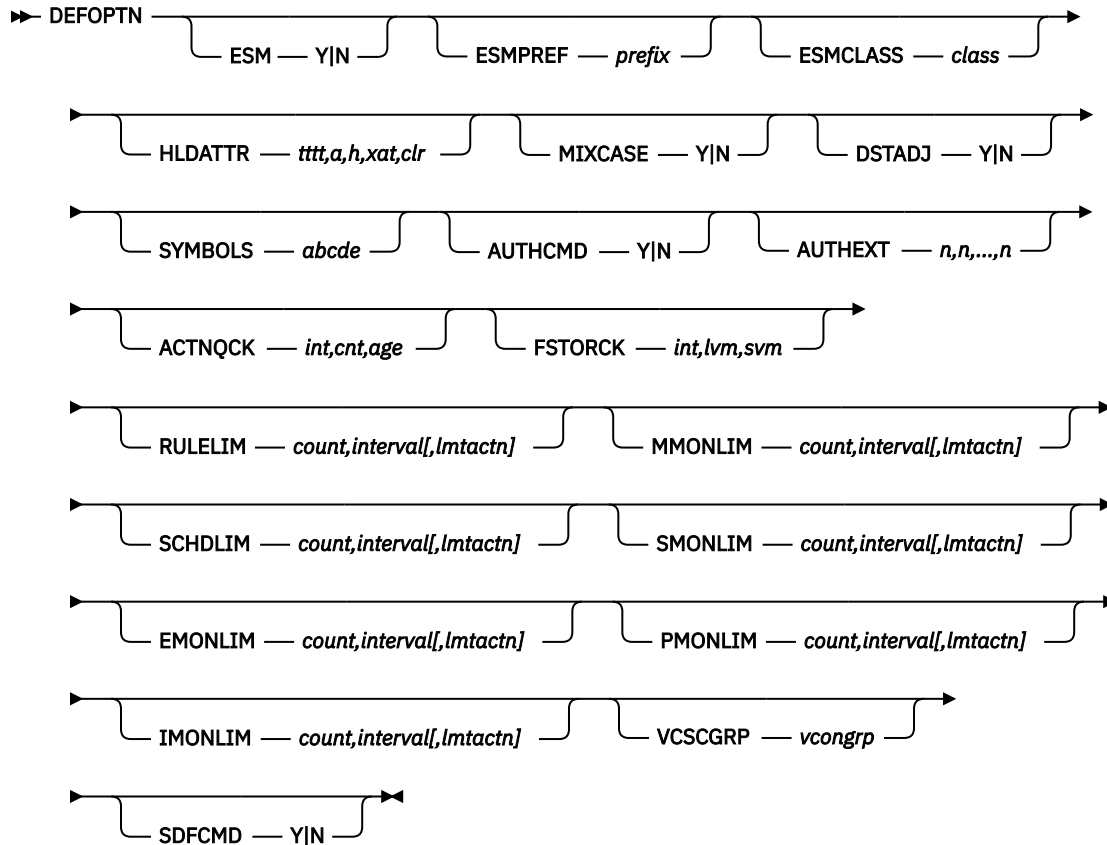 DEFOPTN
ESM Y|N ESMPREF prefix ESMCLASS class
HLDATTR tttt,a,h,xat,clr MIXCASE Y|N DSTADJ Y|N
SYMBOLS abcde AUTHCMD Y|N AUTHEXT n,n,...,n
ACTNQCK int,cnt,age FSTORCK int,lvm,svm
RULELIM count,interval[,lmtactn] MMONLIM count,interval[,lmtactn]
SCHDLIM count,interval[,lmtactn] SMONLIM count,interval[,lmtactn]
EMONLIM count,interval[,lmtactn] PMONLIM count,interval[,lmtactn]
IMONLIM count,interval[,lmtactn] VCSCGRP vcongrp
SDFCMD Y|N